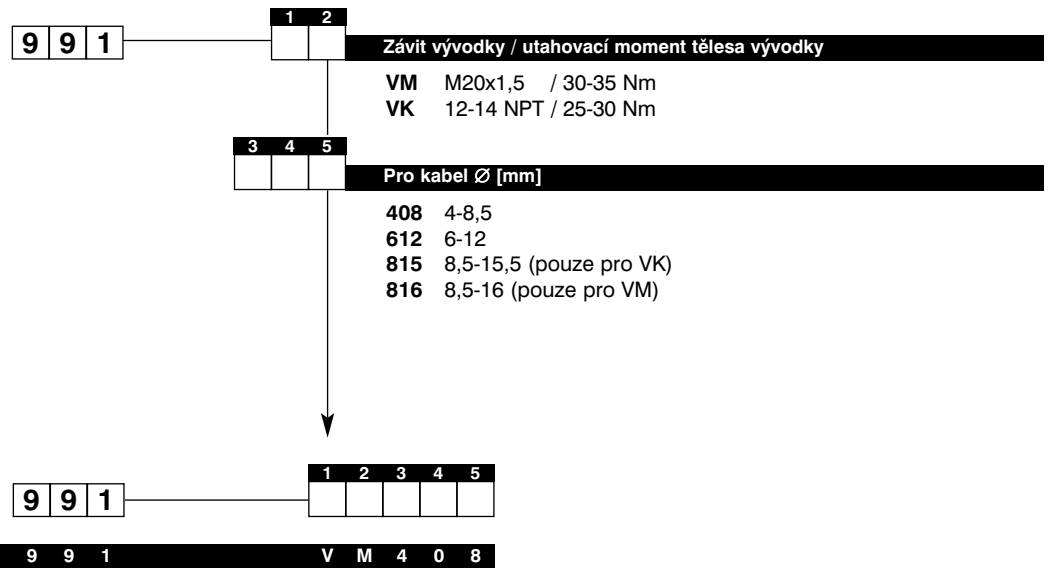 1 2
9 9 1
Závit vývodky / utahovací moment tělesa vývodky
VM M20x1,5 / 30-35 Nm
VK 12-14 NPT / 25-30 Nm
3 4 5
Pro kabel Ø [mm]
408 4-8,5
612 6-12
815 8,5-15,5 (pouze pro VK)
816 8,5-16 (pouze pro VM)
1 2 3 4 5
9 9 1
9 9 1 V M 4 0 8